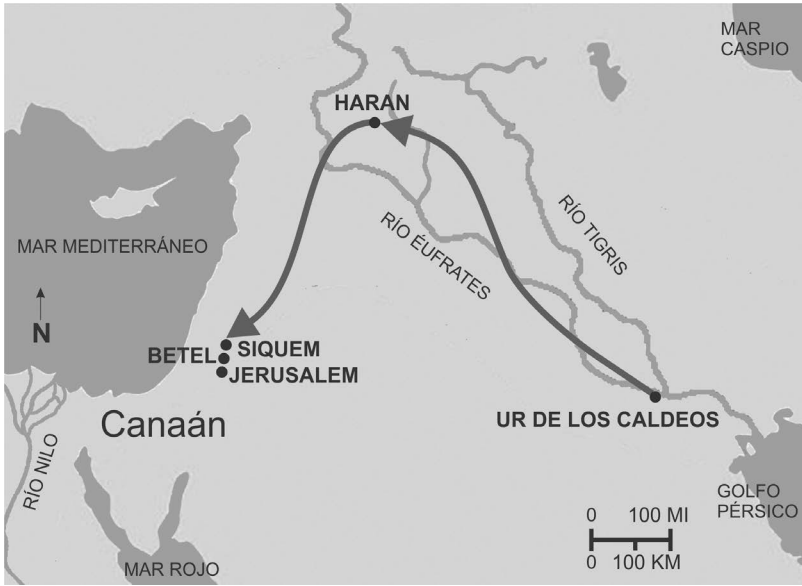 MAR
CASPIO
HARAN
RÍO TIGRIS
RÍO ÉUFRATES
MAR MEDITERRÁNEO
N
SIQUEM
BETEL
JERUSALEM
Canaán
UR DE LOS CALDEOS
RÍO NILO
GOLFO
PÉRSICO
0 100 MI
0 100 KM
MAR ROJO